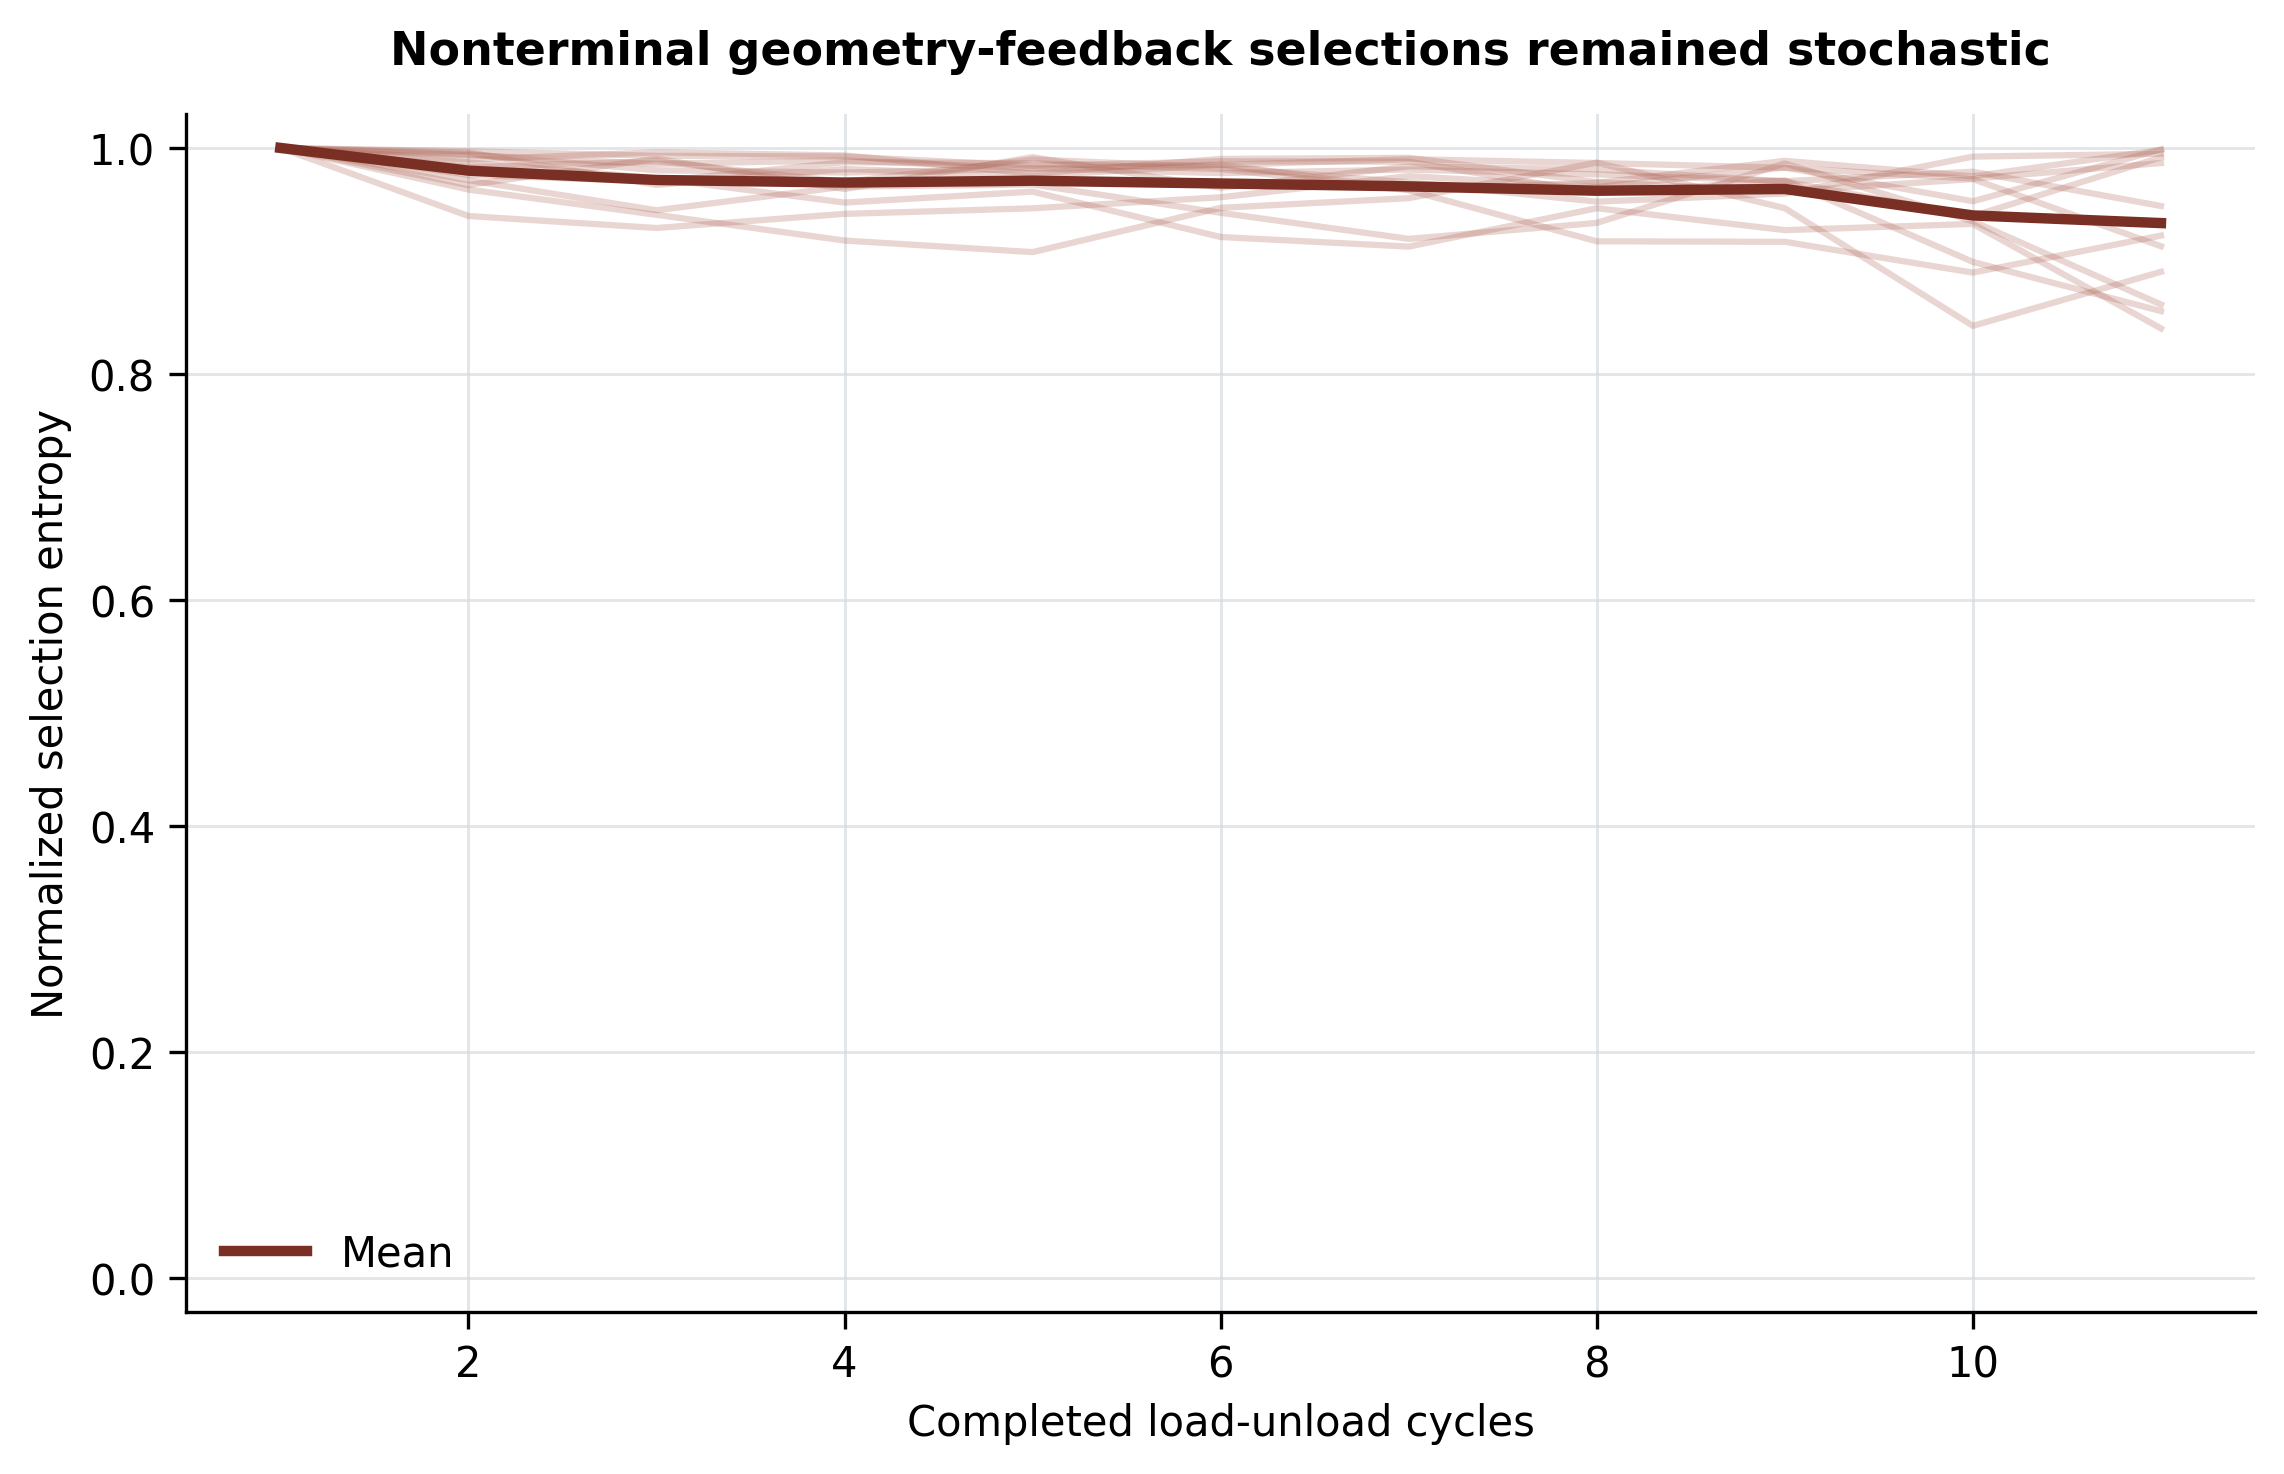 Nonterminal geometry-feedback selections remained stochastic
Normalized selection entropy
1.0
0.8
0.6
0.4
0.2
0.0
Mean
2 4 6 8 10
Completed load-unload cycles